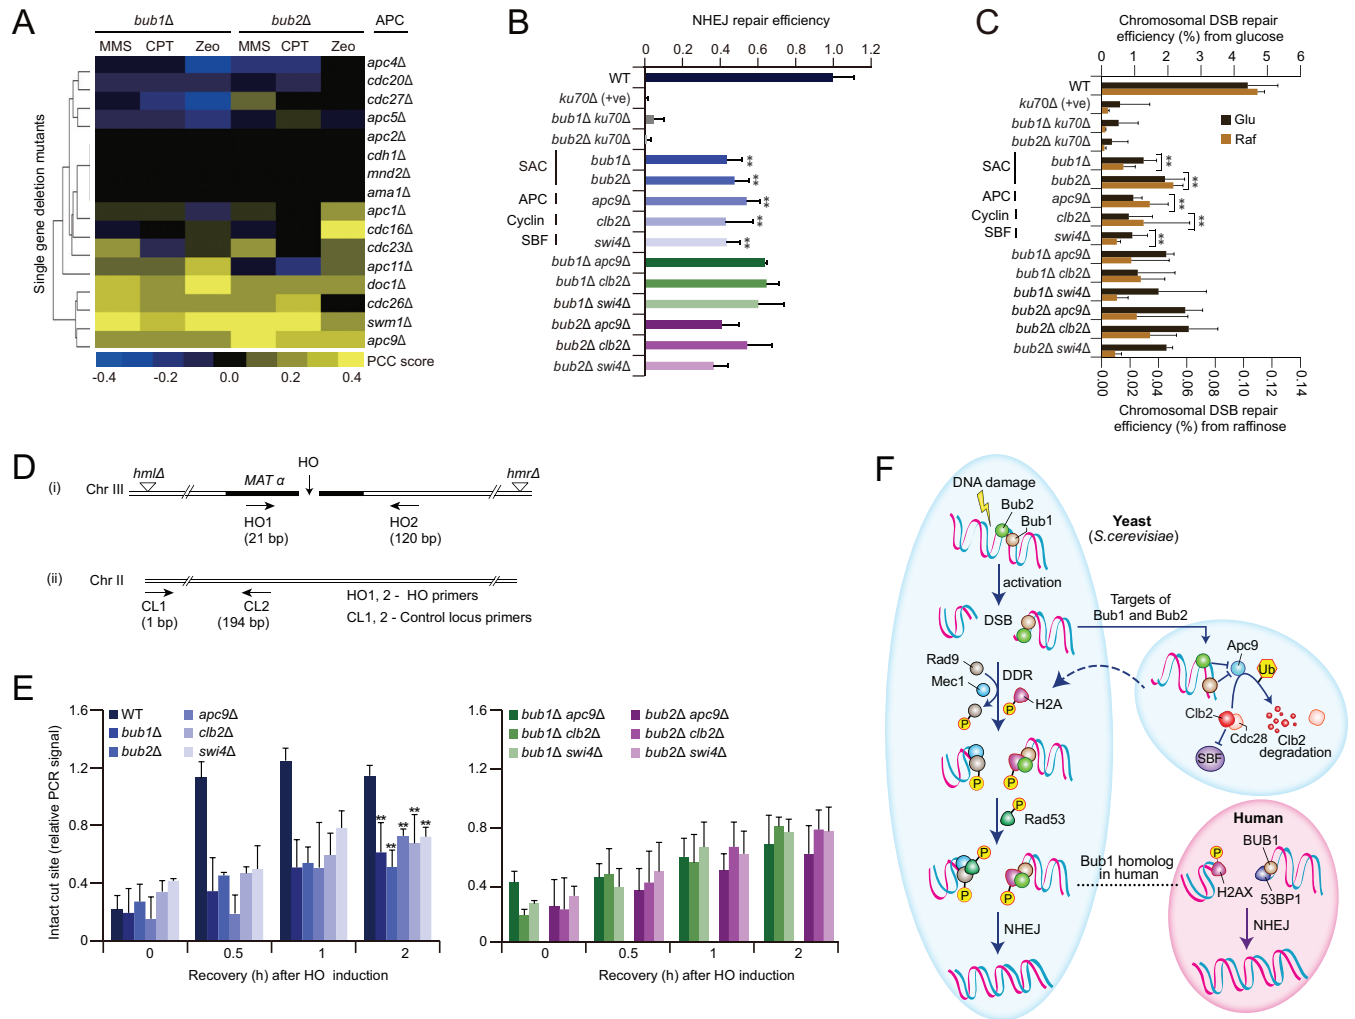 A
bub1Δ bub2Δ APC
MMS CPT Zeo MMS CPT Zeo
Single gene deletion mutants
apc4Δ
cdc20Δ
cdc27Δ
apc5Δ
apc2Δ
cdh1Δ
mnd2Δ
ama1Δ
apc1Δ
cdc16Δ
cdc23Δ
apc11Δ
doc1Δ
cdc26Δ
swm1Δ
apc9Δ
PCC score
-0.4 -0.2 0.0 0.2 0.4
B
NHEJ repair efficiency
0 0.2 0.4 0.6 0.8 1.0 1.2
WT
ku70Δ (+ve)
bub1Δ ku70Δ
bub2Δ ku70Δ
SAC
bub1Δ **
bub2Δ **
APC apc9Δ **
Cyclin clb2Δ **
SBF swi4Δ **
bub1Δ apc9Δ
bub1Δ clb2Δ
bub1Δ swi4Δ
bub2Δ apc9Δ
bub2Δ clb2Δ
bub2Δ swi4Δ
C
Chromosomal DSB repair
efficiency (%) from glucose
0 1 2 3 4 5 6
WT
ku70Δ (+ve)
bub1Δ ku70Δ
bub2Δ ku70Δ
Glu
Raf
SAC
bub1Δ **
bub2Δ **
APC apc9Δ **
Cyclin clb2Δ **
SBF swi4Δ **
bub1Δ apc9Δ
bub1Δ clb2Δ
bub1Δ swi4Δ
bub2Δ apc9Δ
bub2Δ clb2Δ
bub2Δ swi4Δ
0.00 0.02 0.04 0.06 0.08 0.10 0.12 0.14
Chromosomal DSB repair
efficiency (%) from raffinose
D
(i) Chr III hmlΔ MAT α HO hmrΔ
HO1 HO2
(21 bp) (120 bp)
(ii) Chr II
CL1 CL2
(1 bp) (194 bp)
HO1, 2 - HO primers
CL1, 2 - Control locus primers
E
Intact cut site (relative PCR signal)
1.6
1.2
0.8
0.4
0
WT apc9Δ
bub1Δ clb2Δ
bub2Δ swi4Δ
** ** ** ** **
0 0.5 1 2
Recovery (h) after HO induction
1.6
1.2
0.8
0.4
0
bub1Δ apc9Δ bub2Δ apc9Δ
bub1Δ clb2Δ bub2Δ clb2Δ
bub1Δ swi4Δ bub2Δ swi4Δ
0 0.5 1 2
Recovery (h) after HO induction
F
DNA damage
Bub2
Bub1
Yeast
(S.cerevisiae)
activation
DSB
Targets of
Bub1 and Bub2
Rad9
Mec1
DDR
H2A
P
P
Apc9
Ub
Clb2
Cdc28
Clb2
degradation
SBF
P
P
P
Rad53
P
P
P
Bub1 homolog
in human
NHEJ
Human
P
BUB1
H2AX
53BP1
NHEJ